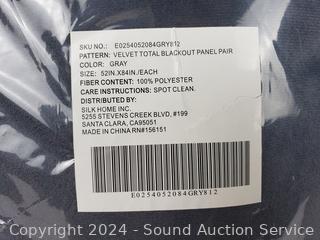 SKU NO.: E0254052084GRY812
PATTERN: VELVET TOTAL BLACKOUT PANEL PAIR
COLOR: GRAY
SIZE: 52IN.X84IN./EACH
FIBER CONTENT: 100% POLYESTER
CARE INSTRUCTIONS: SPOT CLEAN.
DISTRIBUTED BY:
SILK HOME INC.
5255 STEVENS CREEK BLVD, #199
SANTA CLARA, CA95051
MADE IN CHINA RN#156151
E0254052084GRY812
Copyright 2024 - Sound Auction Service